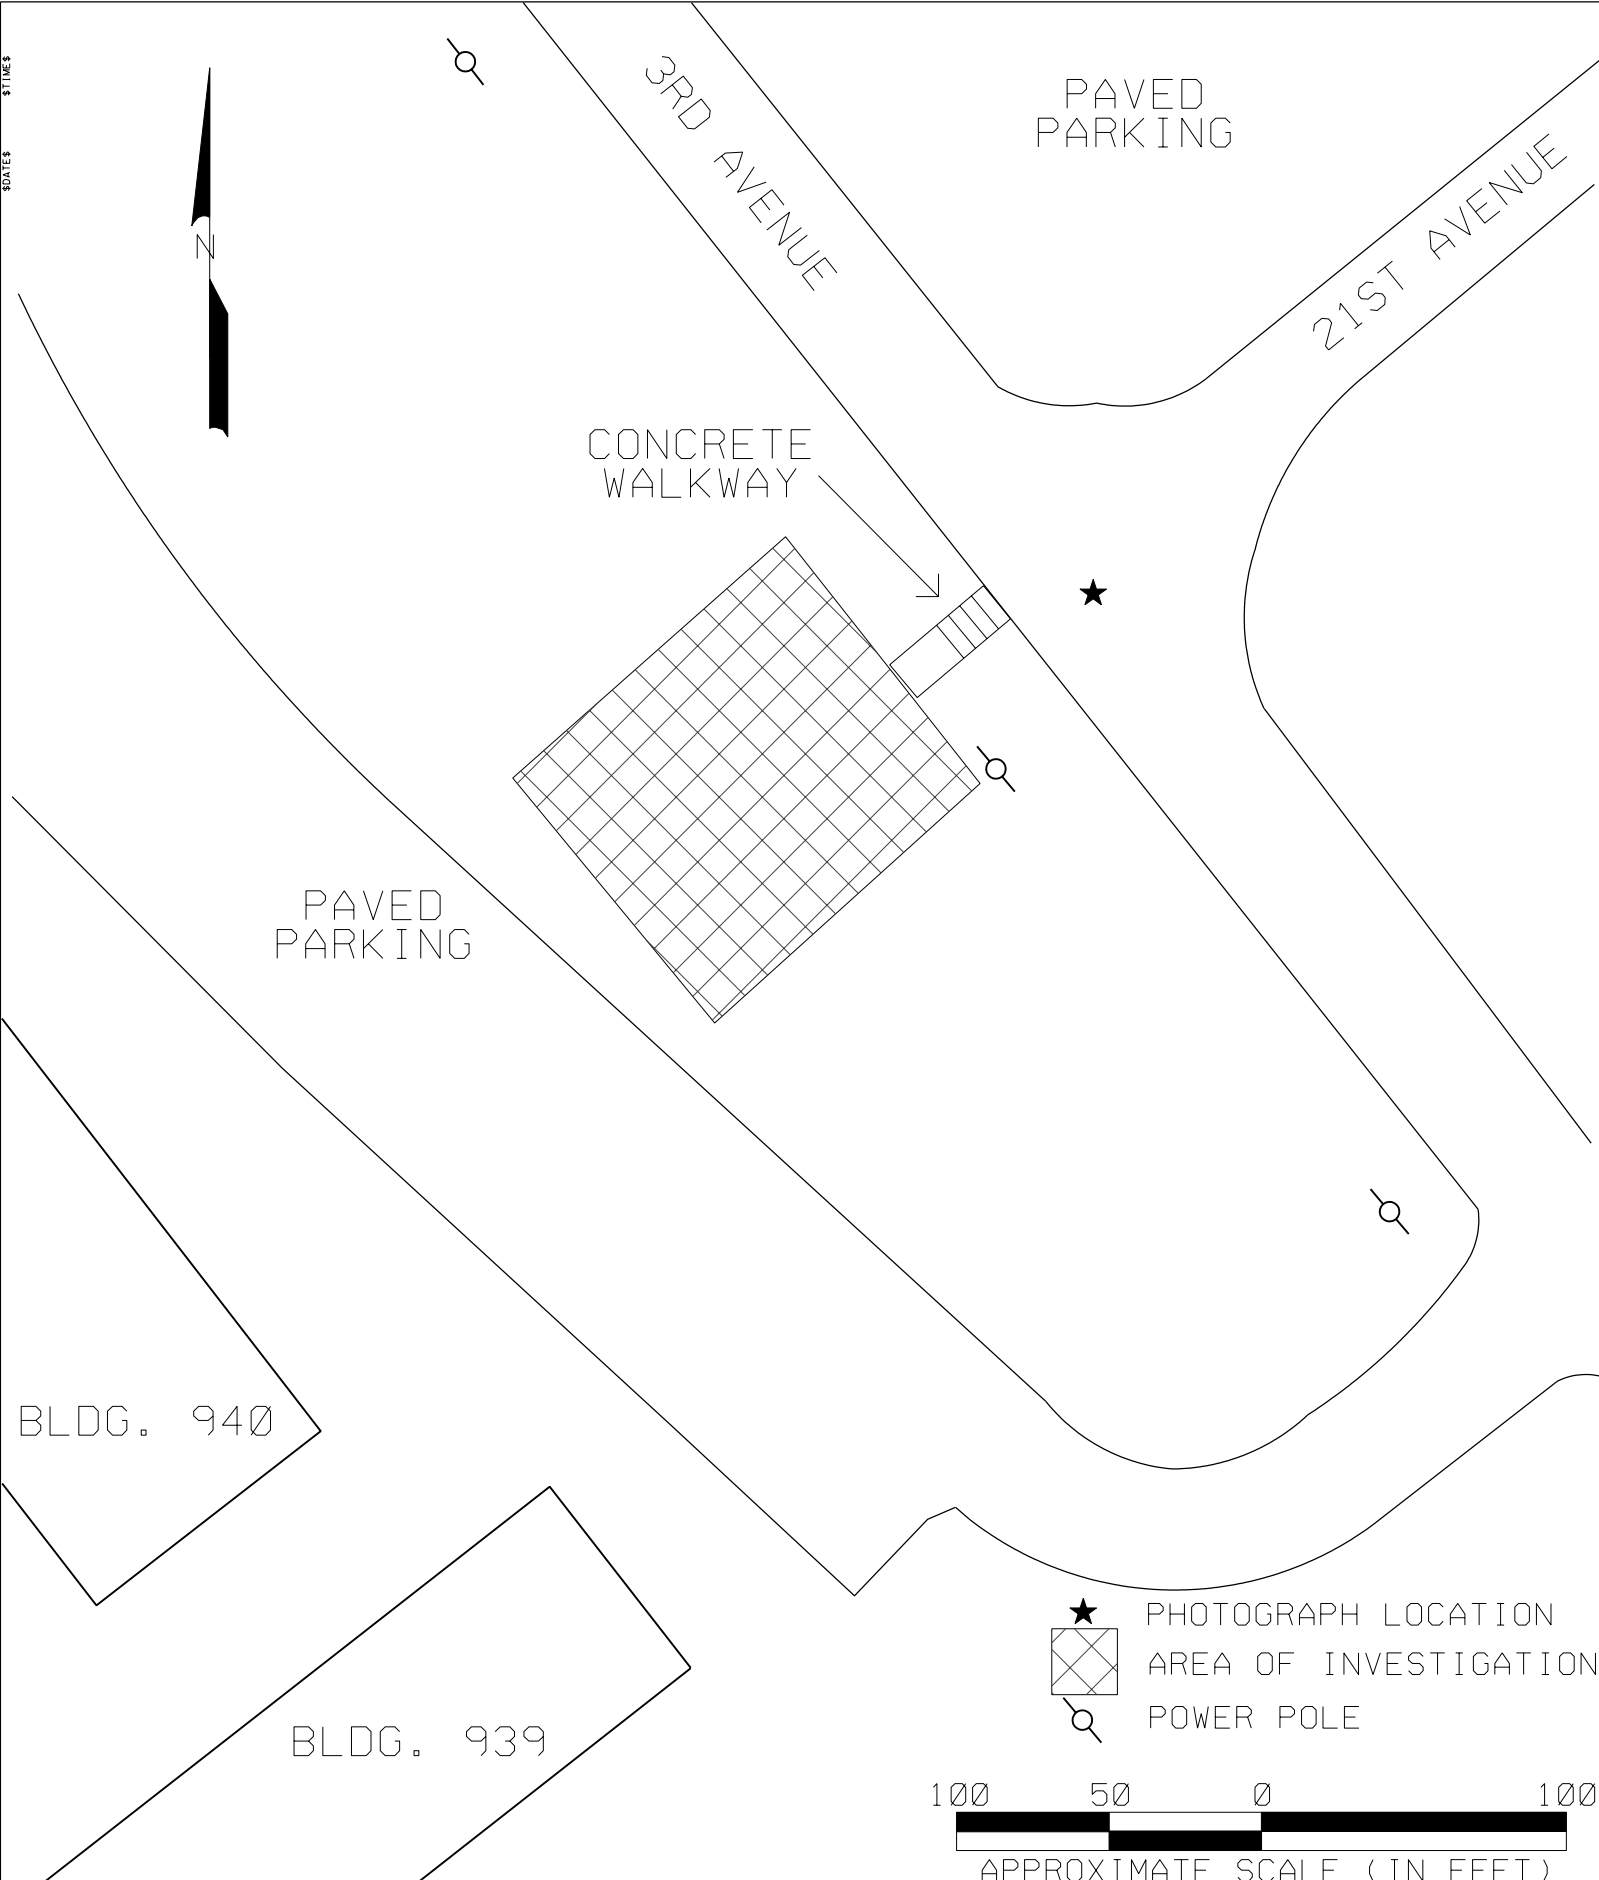 $TIME$
$DATE$
N
3RD AVENUE
PAVED
PARKING
21ST AVENUE
CONCRETE
WALKWAY
PAVED
PARKING
BLDG. 940
BLDG. 939
PHOTOGRAPH LOCATION
AREA OF INVESTIGATION
POWER POLE
100 50 0 100
APPROXIMATE SCALE (IN FEET)